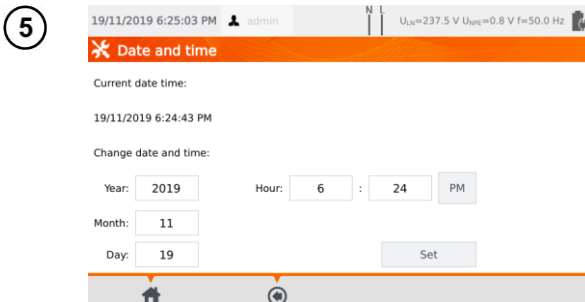 5
19/11/2019 6:25:03 PM admin N L ULN=237.5 V UNPE=0.8 V f=50.0 Hz
Date and time
Current date time:
19/11/2019 6:24:43 PM
Change date and time:
Year: 2019 Hour: 6 : 24 PM
Month: 11
Day: 19 Set